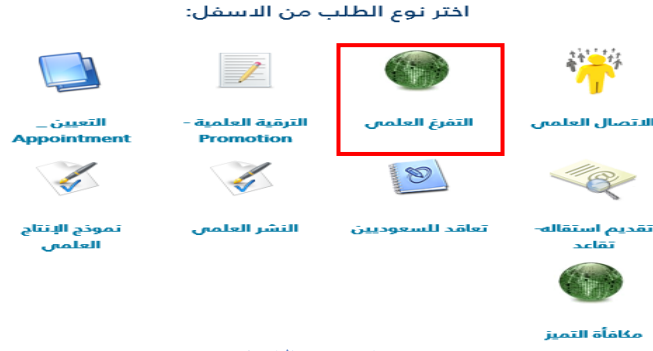 اختر نوع الطلب من الاسفل:
الاتصال العلمي
التفرغ العلمي
الترقية العلمية -
Promotion
التعيين _
Appointment
تقديم استقاله-
تقاعد
تعاقد للسعوديين
النشر العلمي
نموذج الإنتاج
العلمي
مكافأة التميز